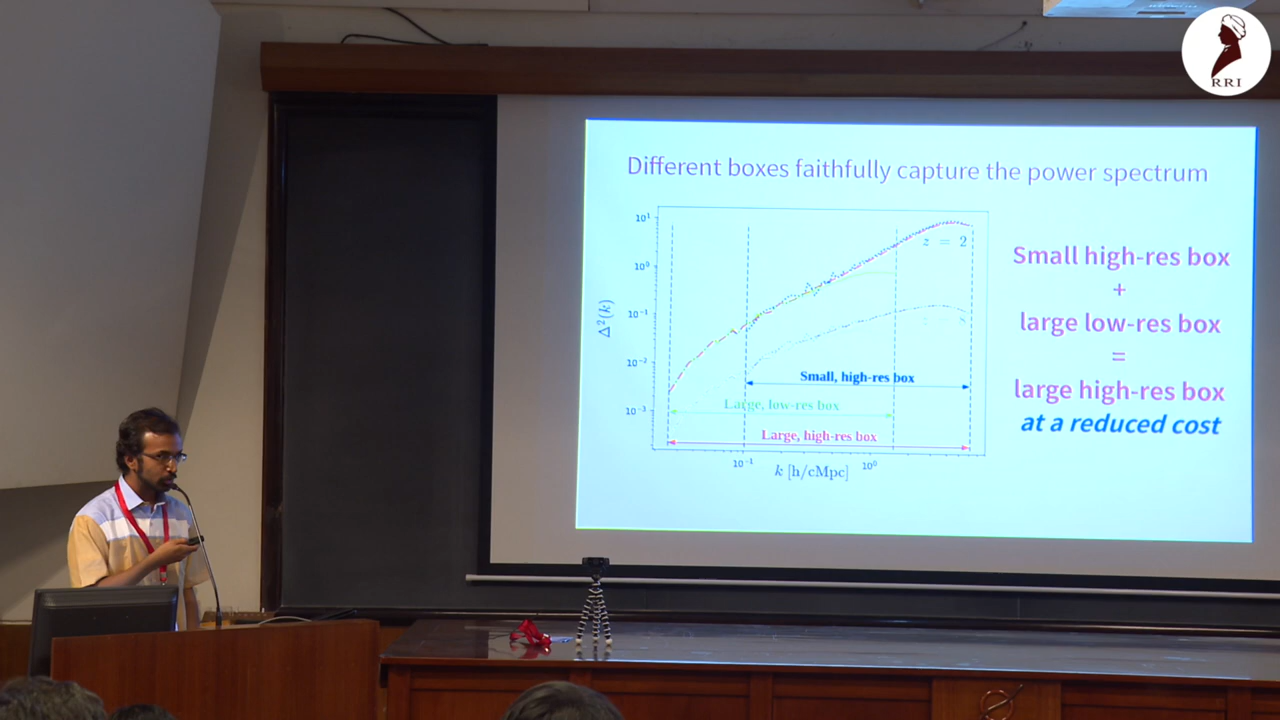 RRI
Different boxes faithfully capture the power spectrum
10¹
10⁰
10⁻¹
10⁻²
10⁻³
Δ²(k)
z = 2
Small, high-res box
Large, low-res box
Large, high-res box
10⁻¹
10⁰
k [h/cMpc]
Small high-res box
+
large low-res box
=
large high-res box
at a reduced cost